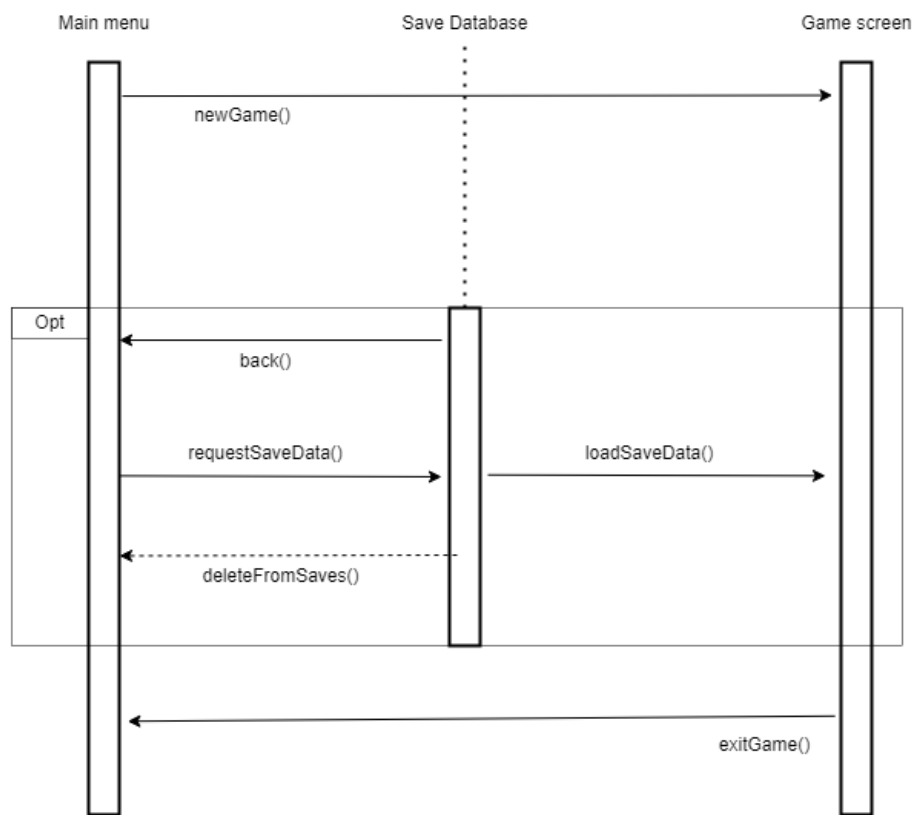 Main menu
Save Database
Game screen
newGame()
Opt
back()
requestSaveData()
loadSaveData()
deleteFromSaves()
exitGame()